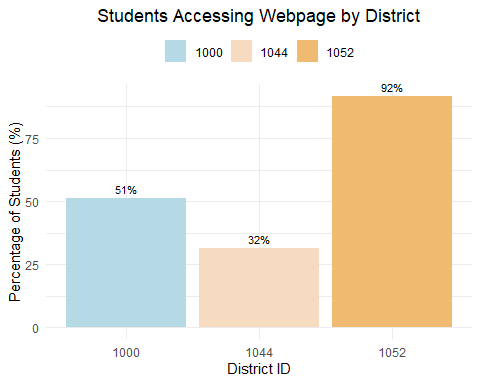 Students Accessing Webpage by District
1000 1044 1052
92%
75
51%
50
32%
25
0
Percentage of Students (%)
1000 1044 1052
District ID